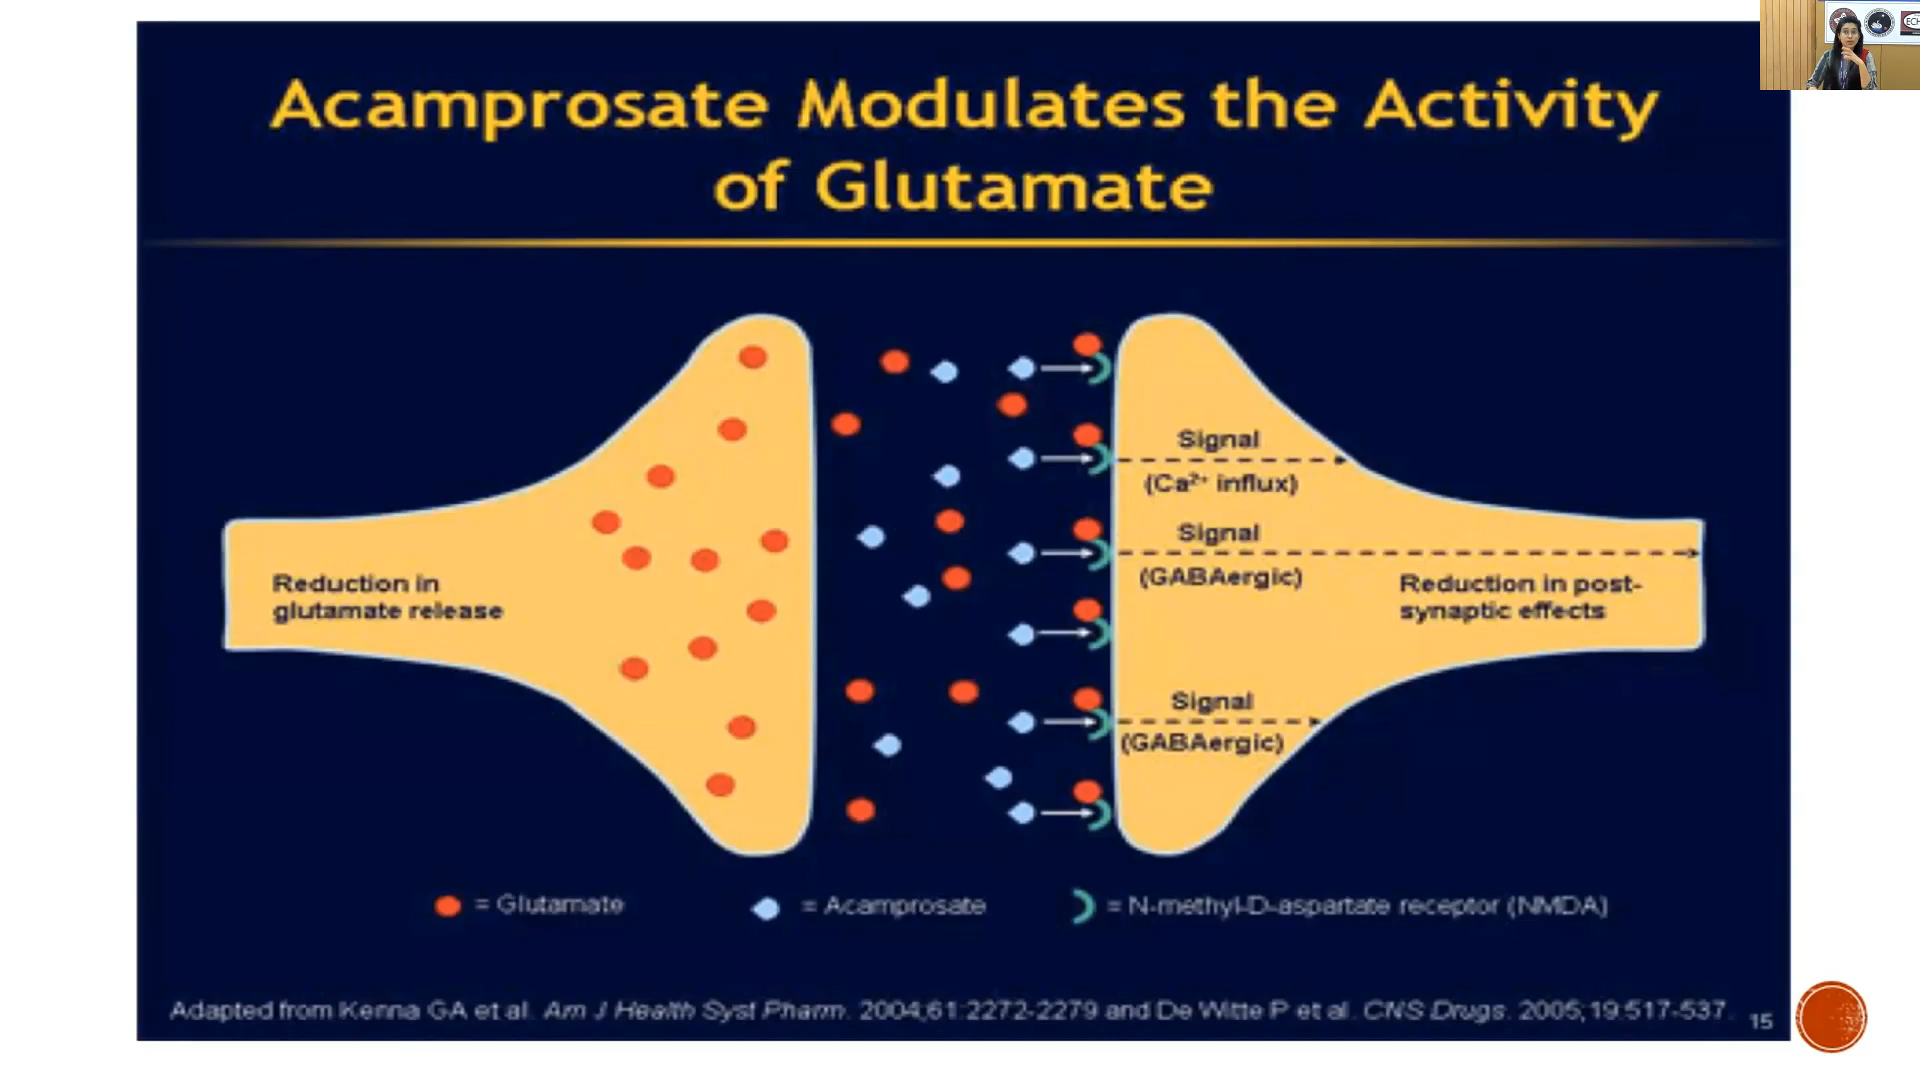 Acamprosate Modulates the Activity
of Glutamate
Signal
(Ca²⁺ influx)
Signal
(GABAergic)
Reduction in
glutamate release
Reduction in post-
synaptic effects
Signal
(GABAergic)
= Glutamate
= Acamprosate
= N-methyl-D-aspartate receptor (NMDA)
Adapted from Kenna GA et al. Am J Health Syst Pharm. 2004;61:2272-2279 and De Witte P et al. CNS Drugs. 2005;19:517-537.
15